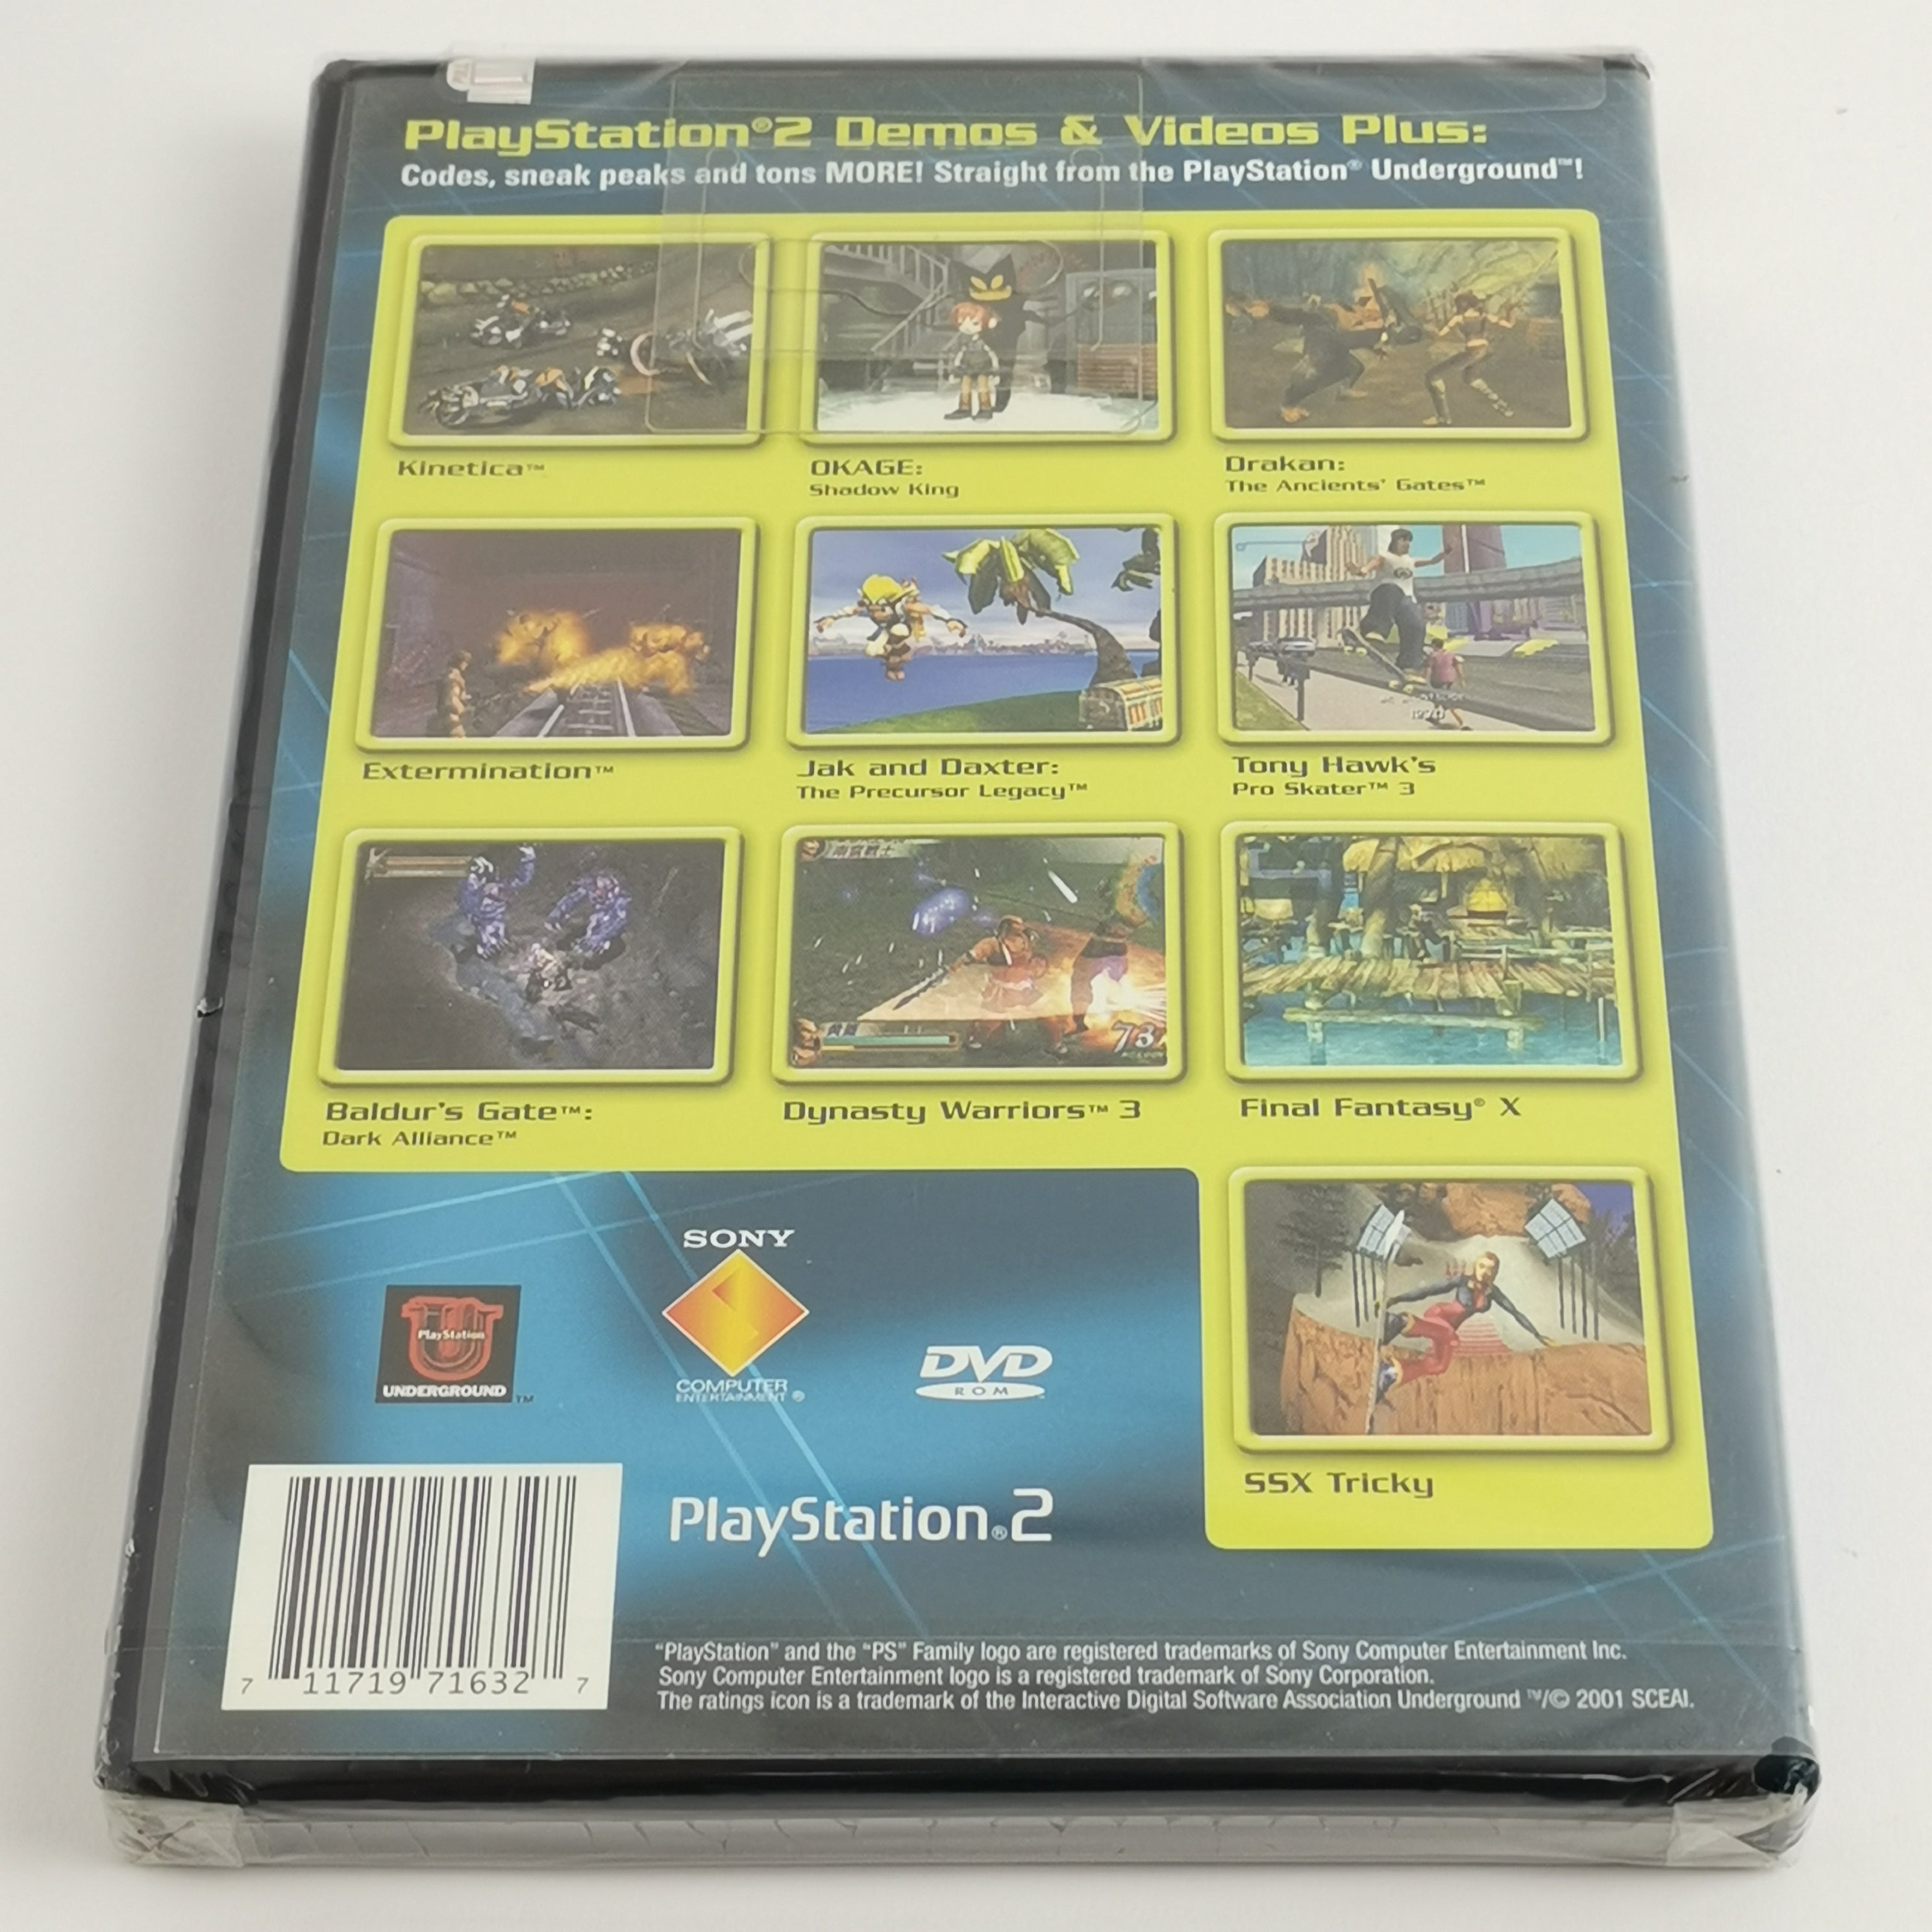 PlayStation®2 Demos & Videos Plus:
Codes, sneak peaks and tons MORE! Straight from the PlayStation® Underground™!
Kinetica™
OKAGE:
Shadow King
Drakan:
The Ancients' Gates™
Extermination™
Jak and Daxter:
The Precursor Legacy™
Tony Hawk's
Pro Skater™ 3
73
Baldur's Gate™:
Dark Alliance™
Dynasty Warriors™ 3
Final Fantasy® X
SSX Tricky
PlayStation
UNDERGROUND™
SONY
COMPUTER
ENTERTAINMENT®
DVD
ROM
PlayStation®2
7 11719 71632 7
"PlayStation" and the "PS" Family logo are registered trademarks of Sony Computer Entertainment Inc.
Sony Computer Entertainment logo is a registered trademark of Sony Corporation.
The ratings icon is a trademark of the Interactive Digital Software Association Underground ™/© 2001 SCEAI.